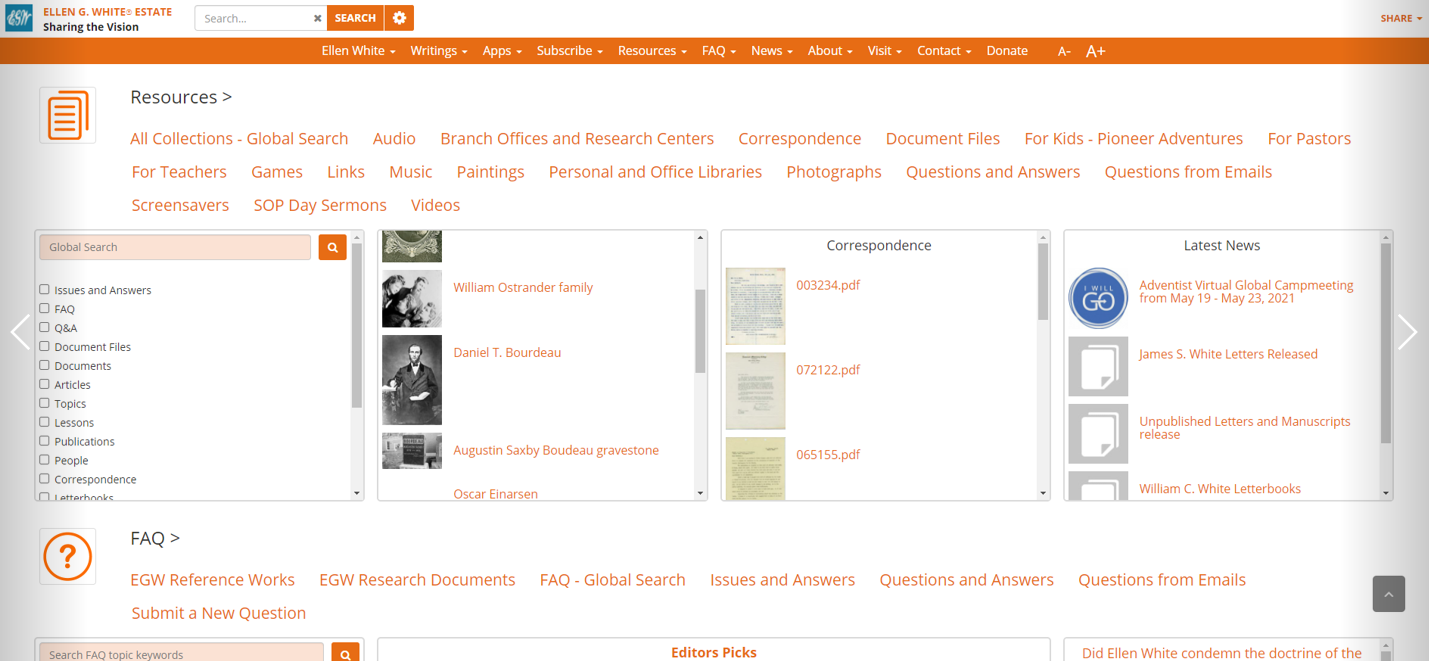 EGW
ELLEN G. WHITE® ESTATE
Sharing the Vision
Search...
SEARCH
SHARE
Ellen White Writings Apps Subscribe Resources FAQ News About Visit Contact Donate A- A+
Resources >
All Collections - Global Search Audio Branch Offices and Research Centers Correspondence Document Files For Kids - Pioneer Adventures For Pastors
For Teachers Games Links Music Paintings Personal and Office Libraries Photographs Questions and Answers Questions from Emails
Screensavers SOP Day Sermons Videos
Global Search
Issues and Answers
FAQ
Q&A
Document Files
Documents
Articles
Topics
Lessons
Publications
People
Correspondence
Letterbooks
William Ostrander family
Daniel T. Bourdeau
Augustin Saxby Boudeau gravestone
Oscar Einarsen
Correspondence
003234.pdf
072122.pdf
065155.pdf
Latest News
I WILL
GO
Adventist Virtual Global Campmeeting
from May 19 - May 23, 2021
James S. White Letters Released
Unpublished Letters and Manuscripts
release
William C. White Letterbooks
FAQ >
EGW Reference Works EGW Research Documents FAQ - Global Search Issues and Answers Questions and Answers Questions from Emails
Submit a New Question
Search FAQ topic keywords
Editors Picks
Did Ellen White condemn the doctrine of the